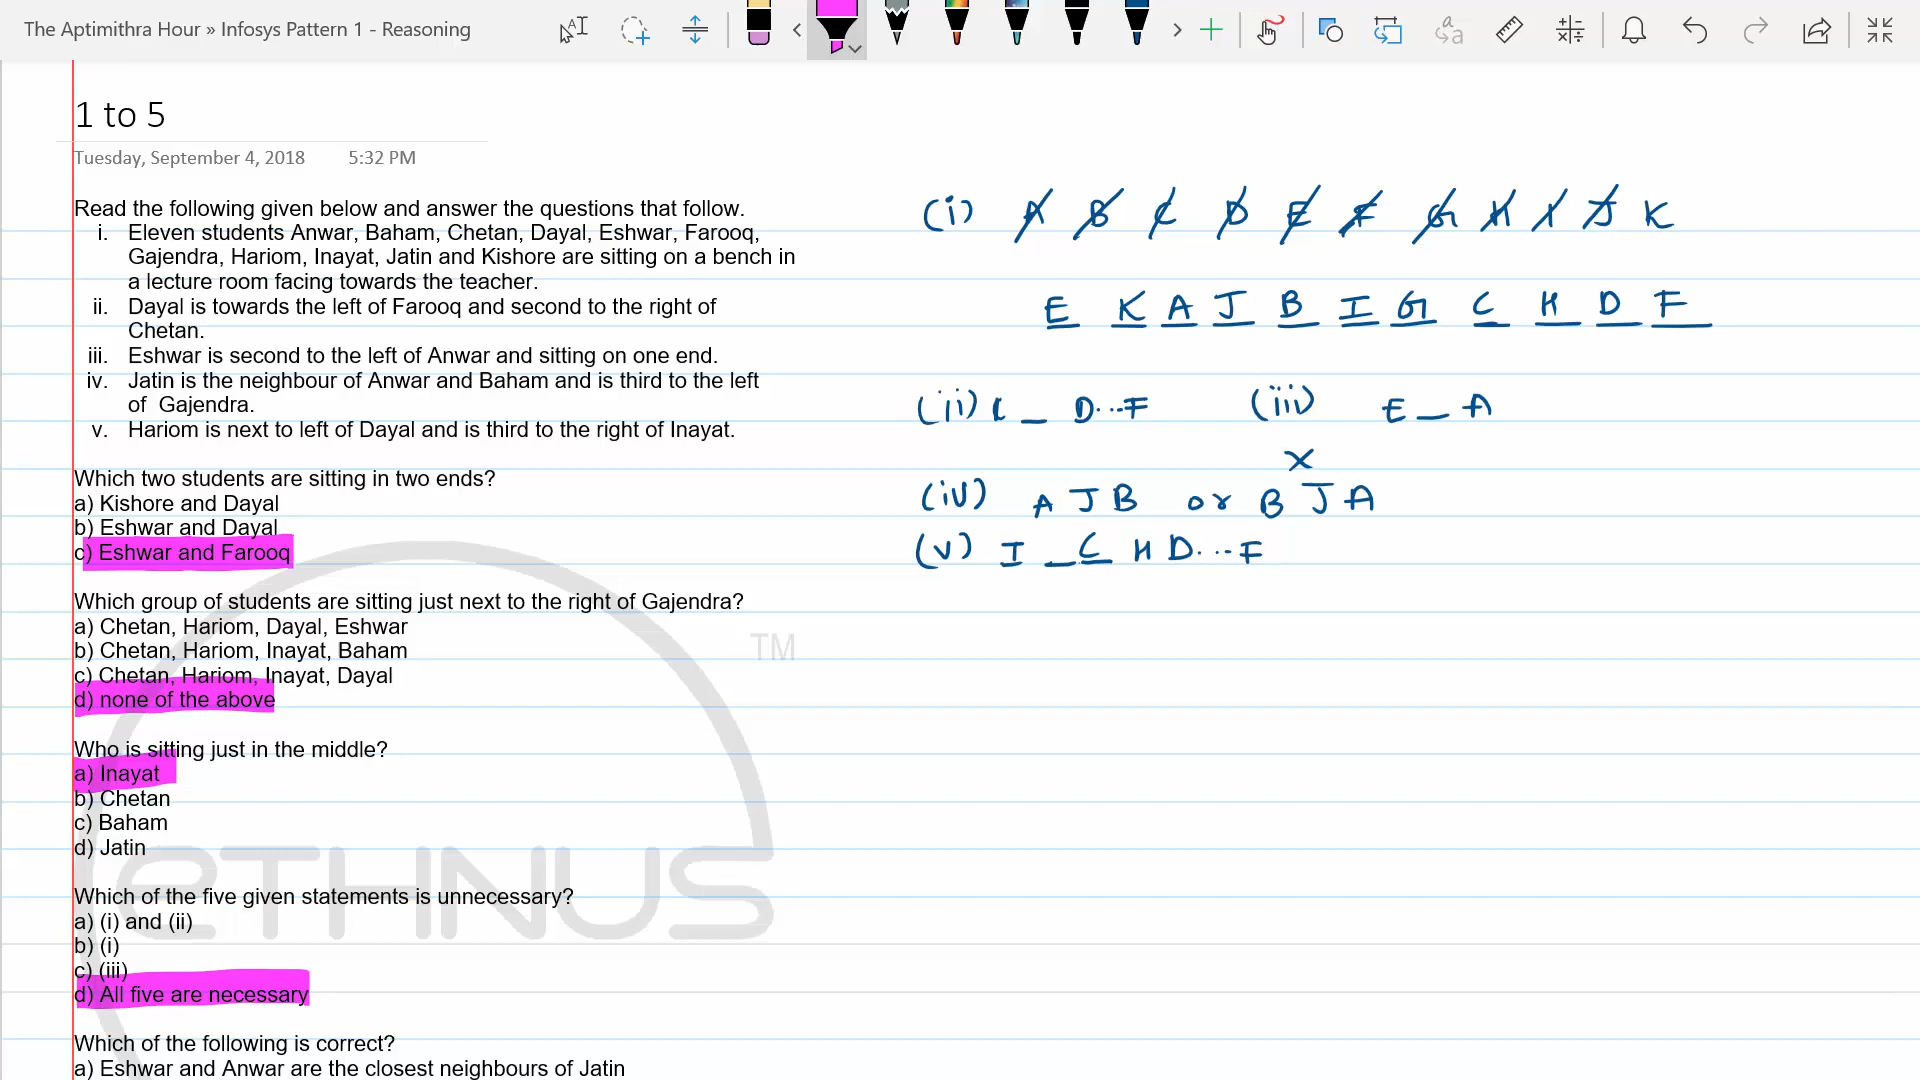 The Aptimithra Hour » Infosys Pattern 1 - Reasoning
1 to 5
Tuesday, September 4, 2018 5:32 PM
Read the following given below and answer the questions that follow.
i. Eleven students Anwar, Baham, Chetan, Dayal, Eshwar, Farooq,
Gajendra, Hariom, Inayat, Jatin and Kishore are sitting on a bench in
a lecture room facing towards the teacher.
ii. Dayal is towards the left of Farooq and second to the right of
Chetan.
iii. Eshwar is second to the left of Anwar and sitting on one end.
iv. Jatin is the neighbour of Anwar and Baham and is third to the left
of Gajendra.
v. Hariom is next to left of Dayal and is third to the right of Inayat.
Which two students are sitting in two ends?
a) Kishore and Dayal
b) Eshwar and Dayal
c) Eshwar and Farooq
Which group of students are sitting just next to the right of Gajendra?
a) Chetan, Hariom, Dayal, Eshwar
b) Chetan, Hariom, Inayat, Baham
c) Chetan, Hariom, Inayat, Dayal
d) none of the above
Who is sitting just in the middle?
a) Inayat
b) Chetan
c) Baham
d) Jatin
Which of the five given statements is unnecessary?
a) (i) and (ii)
b) (i)
c) (iii)
d) All five are necessary
Which of the following is correct?
a) Eshwar and Anwar are the closest neighbours of Jatin
(i) A B C D E F G H I J K
E K A J B I G C H D F
(ii) C _ D...F (iii) E _ A
x
(iv) A J B or B J A
(v) I _ C H D...F
TM
eTHNUS